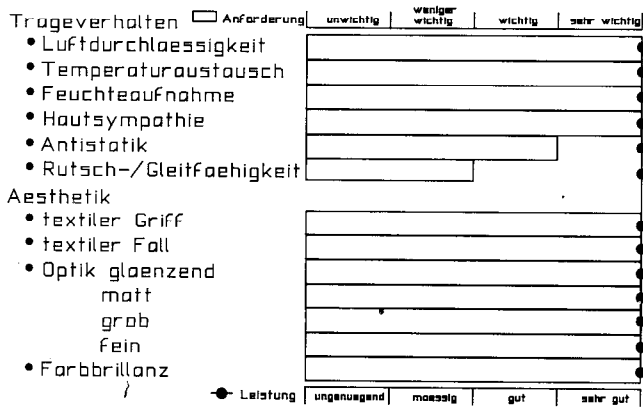 Trageverhalten Anforderung unwichtig weniger wichtig wichtig sehr wichtig
• Luftdurchlaessigkeit
• Temperaturaustausch
• Feuchteaufnahme
• Hautsympathie
• Antistatik
• Rutsch-/Gleitfaehigkeit
Aesthetik
• textiler Griff
• textiler Fall
• Optik glaenzend
matt
grob
fein
• Farbbrillanz
Leistung ungenuegend maessig gut sehr gut